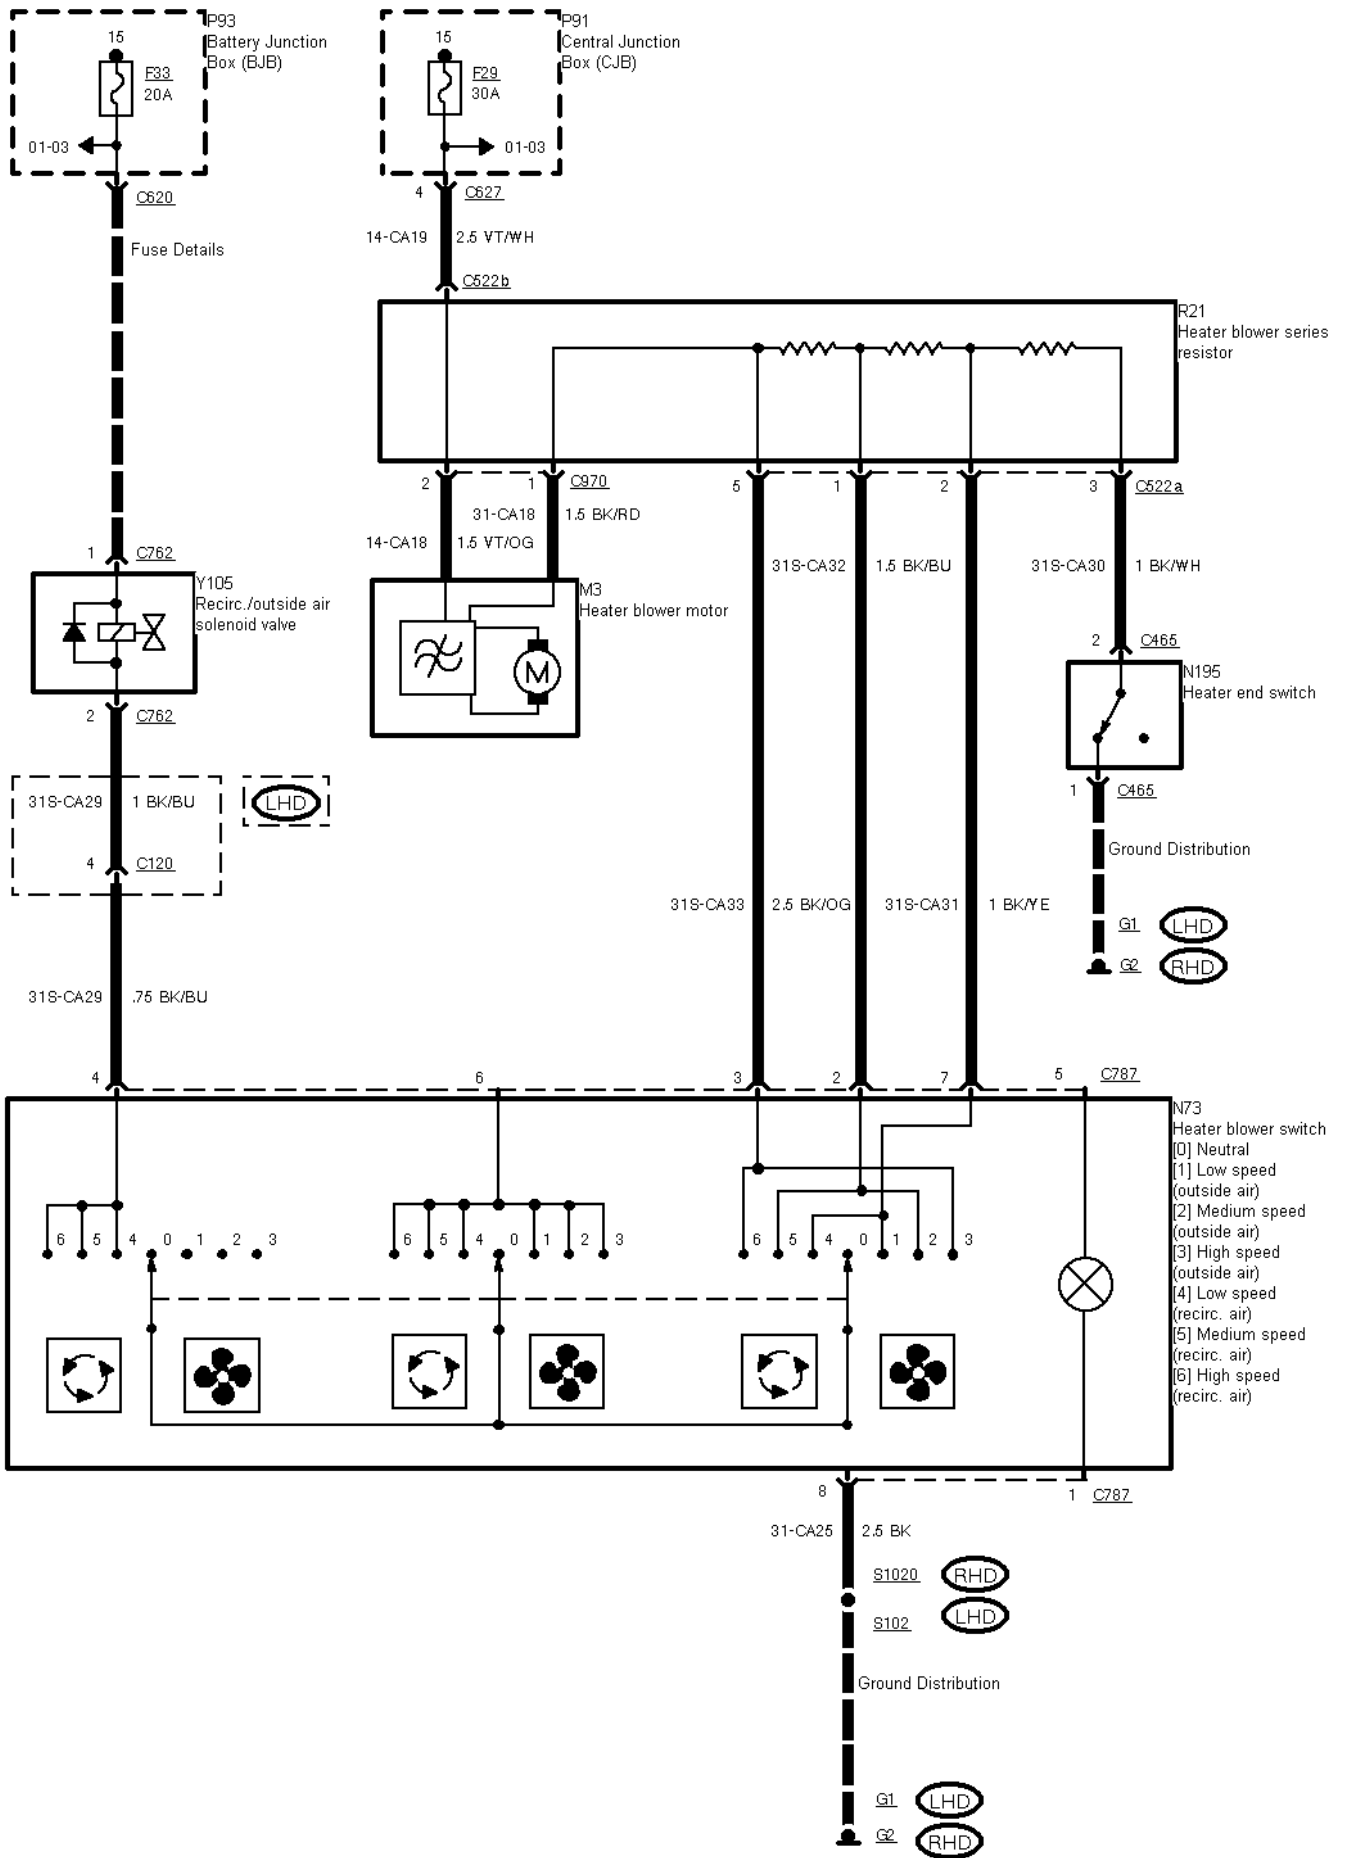 P93
Battery Junction
Box (BJB)
15
F33
20A
01-03
C620
Fuse Details
P91
Central Junction
Box (CJB)
15
F29
30A
01-03
4 C627
14-CA19 2.5 VT/WH
C522b
R21
Heater blower series
resistor
2 1 C970
31-CA18 1.5 BK/RD
14-CA18 1.5 VT/OG
5 1 2 3 C522a
31S-CA32 1.5 BK/BU
31S-CA30 1 BK/WH
1 C762
Y105
Recirc./outside air
solenoid valve
M3
Heater blower motor
M
2 C465
N195
Heater end switch
2 C762
1 C465
31S-CA29 1 BK/BU
LHD
4 C120
Ground Distribution
31S-CA33 2.5 BK/OG
31S-CA31 1 BK/YE
G1 LHD
G2 RHD
31S-CA29 .75 BK/BU
4 6 3 2 7 5 C787
N73
Heater blower switch
[0] Neutral
[1] Low speed
(outside air)
[2] Medium speed
(outside air)
[3] High speed
(outside air)
[4] Low speed
(recirc. air)
[5] Medium speed
(recirc. air)
[6] High speed
(recirc. air)
6 5 4 0 1 2 3
6 5 4 0 1 2 3
6 5 4 0 1 2 3
8 1 C787
31-CA25 2.5 BK
S1020 RHD
S102 LHD
Ground Distribution
G1 LHD
G2 RHD